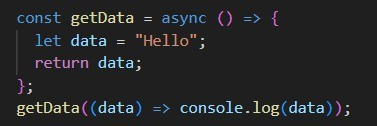 const getData = async () => {
  let data = "Hello";
  return data;
};
getData((data) => console.log(data));